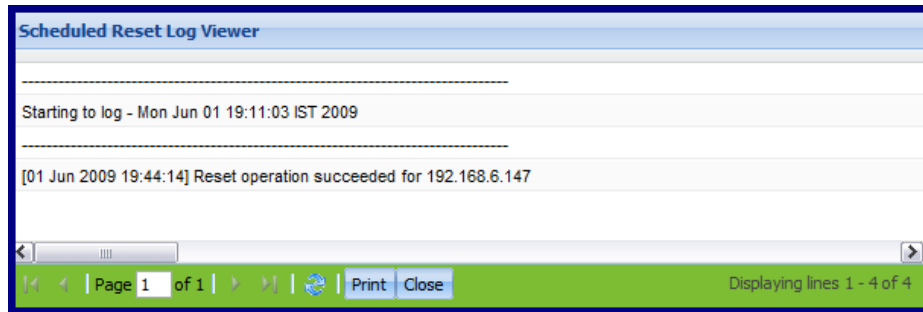 Scheduled Reset Log Viewer
--------------------------------------------------------------------------------
Starting to log - Mon Jun 01 19:11:03 IST 2009
--------------------------------------------------------------------------------
[01 Jun 2009 19:44:14] Reset operation succeeded for 192.168.6.147
Page 1 of 1 Print Close Displaying lines 1 - 4 of 4